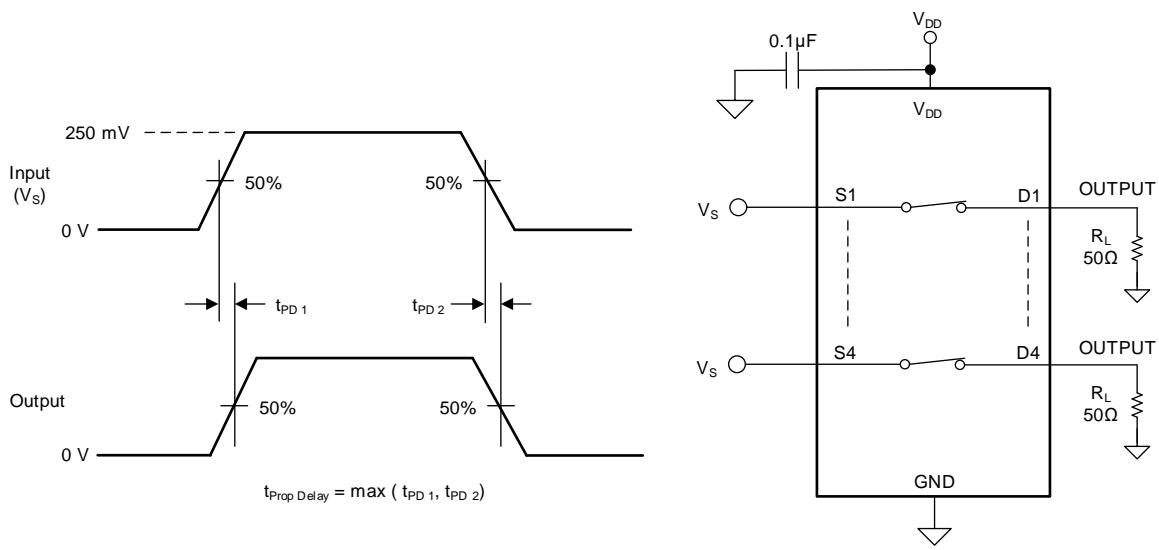 250 mV
Input
(VS)
50%
50%
0 V
tPD 1
tPD 2
Output
50%
50%
0 V
tProp Delay = max ( tPD 1, tPD 2)
VDD
0.1µF
VDD
VS
S1
D1
OUTPUT
RL
50Ω
VS
S4
D4
OUTPUT
RL
50Ω
GND